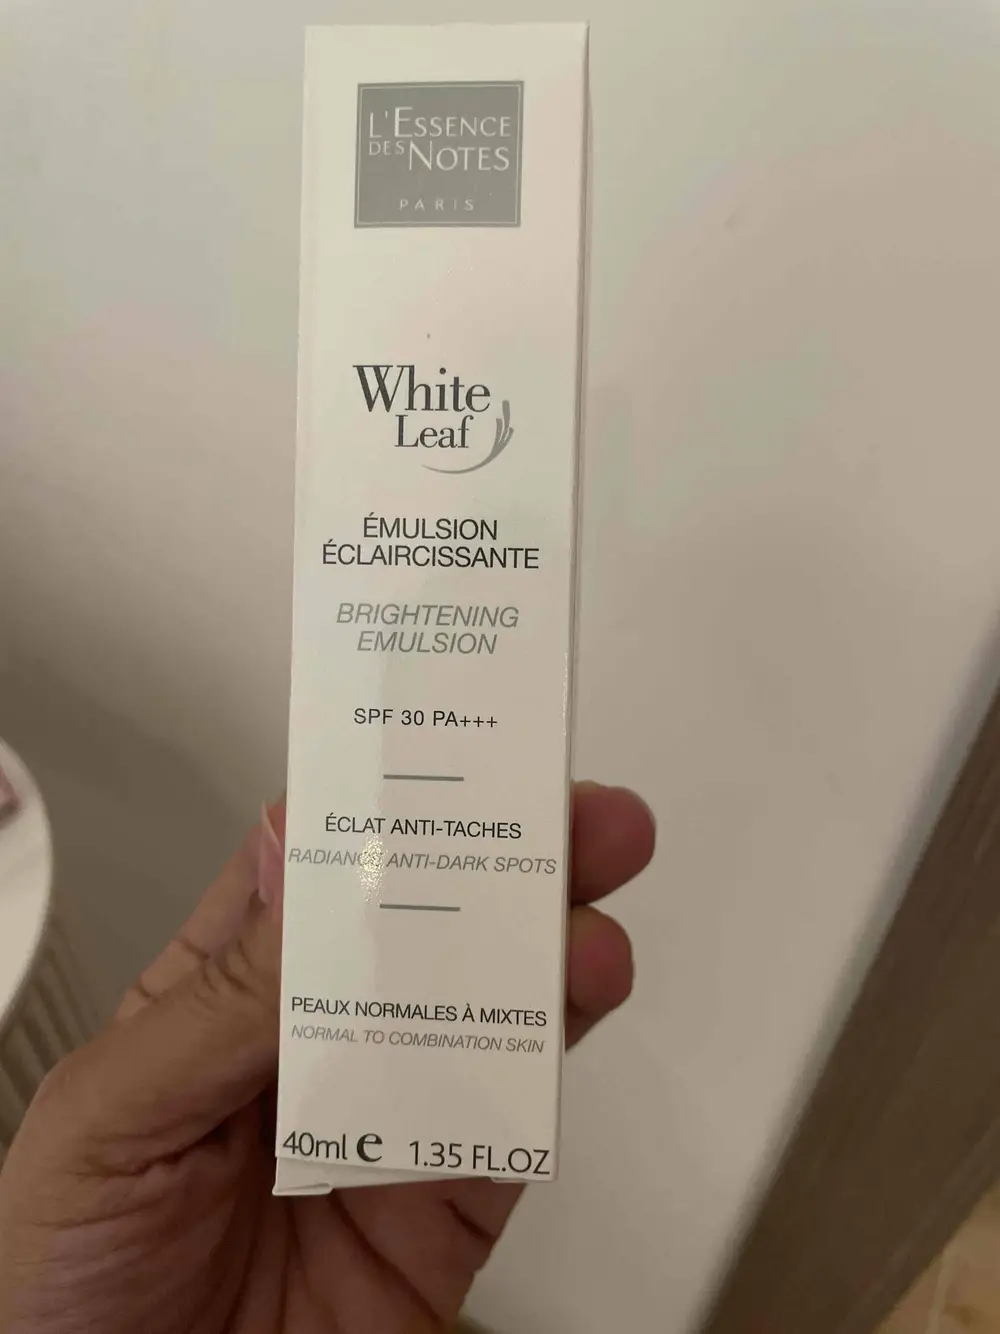 L'ESSENCE
DES NOTES
PARIS
White
Leaf
ÉMULSION
ÉCLAIRCISSANTE
BRIGHTENING
EMULSION
SPF 30 PA+++
ÉCLAT ANTI-TACHES
RADIANCE ANTI-DARK SPOTS
PEAUX NORMALES À MIXTES
NORMAL TO COMBINATION SKIN
40ml e 1.35 FL.OZ